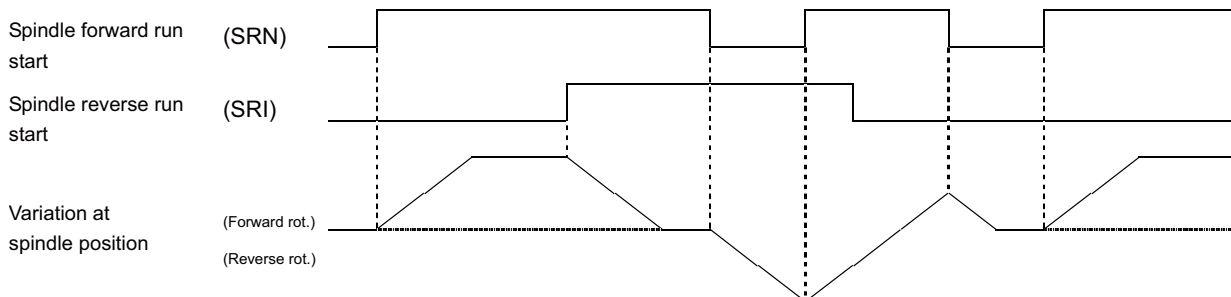 Spindle forward run
start
(SRN)
Spindle reverse run
start
(SRI)
Variation at
spindle position
(Forward rot.)
(Reverse rot.)